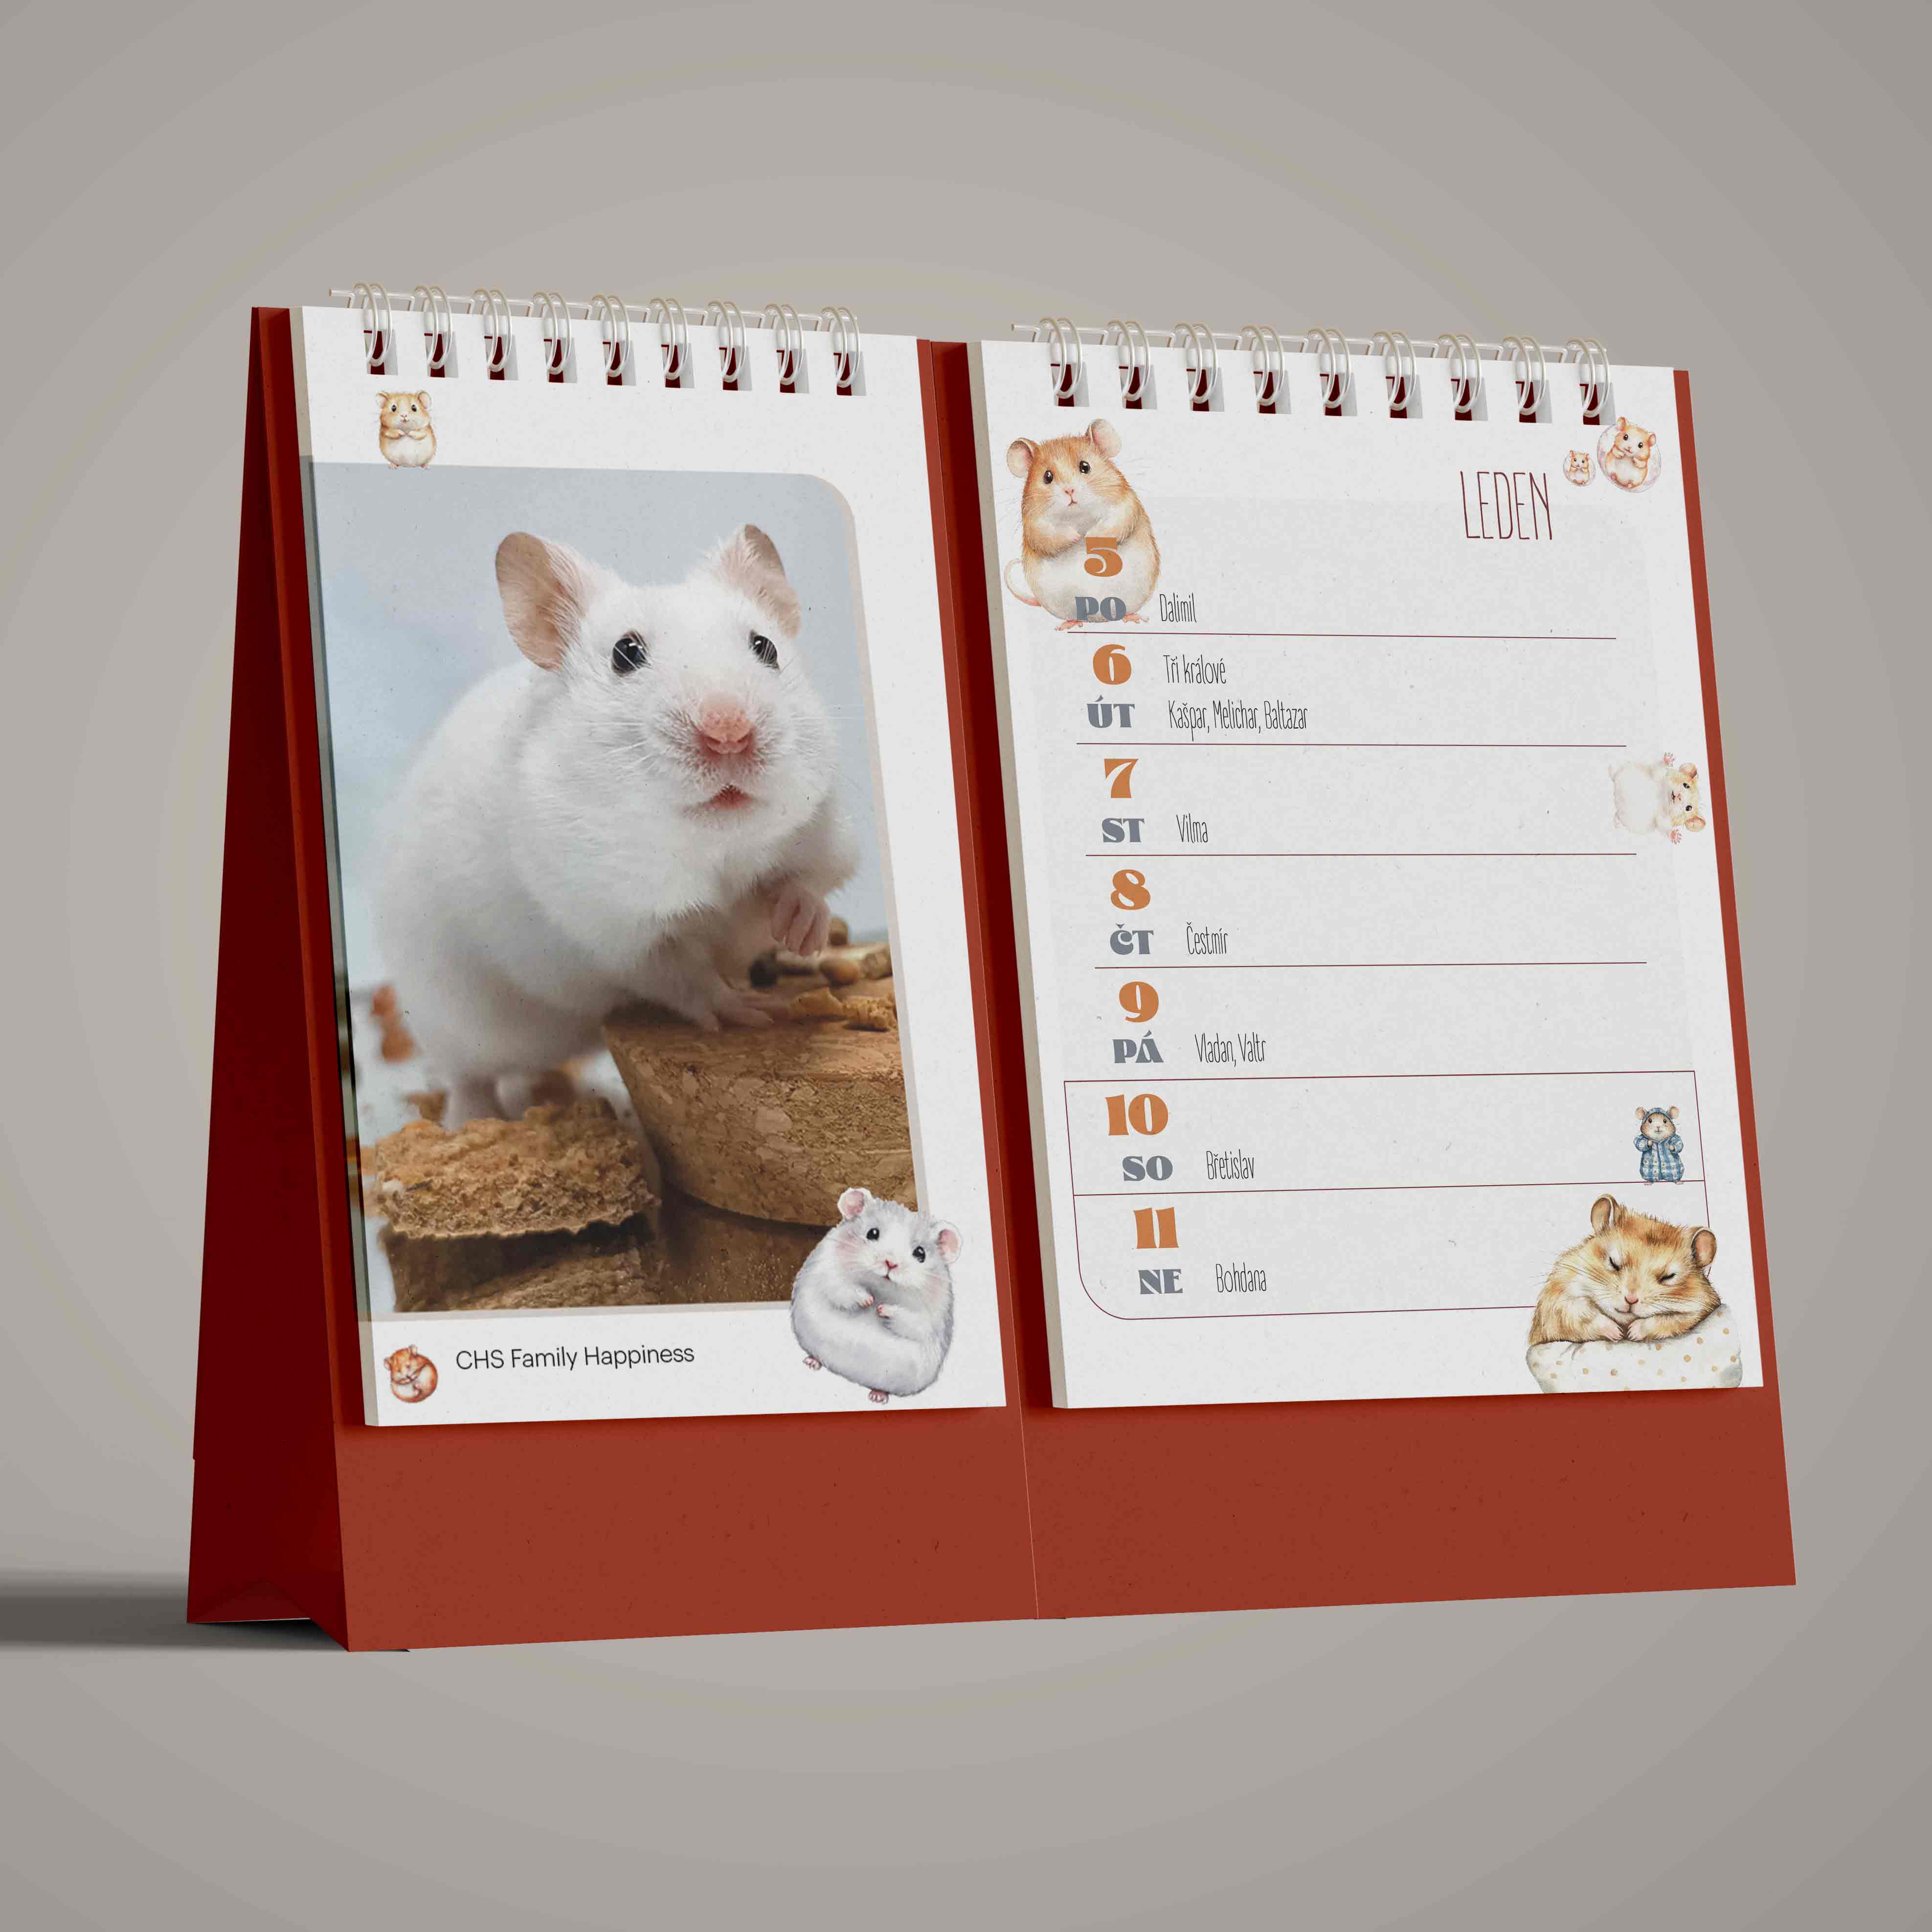 CHS Family Happiness
LEDEN
5
PO Dalimil
6 Tři králové
ÚT Kašpar, Melichar, Baltazar
7
ST Vilma
8
ČT Čestmír
9
PÁ Vladan, Valtr
10
SO Břetislav
11
NE Bohdana